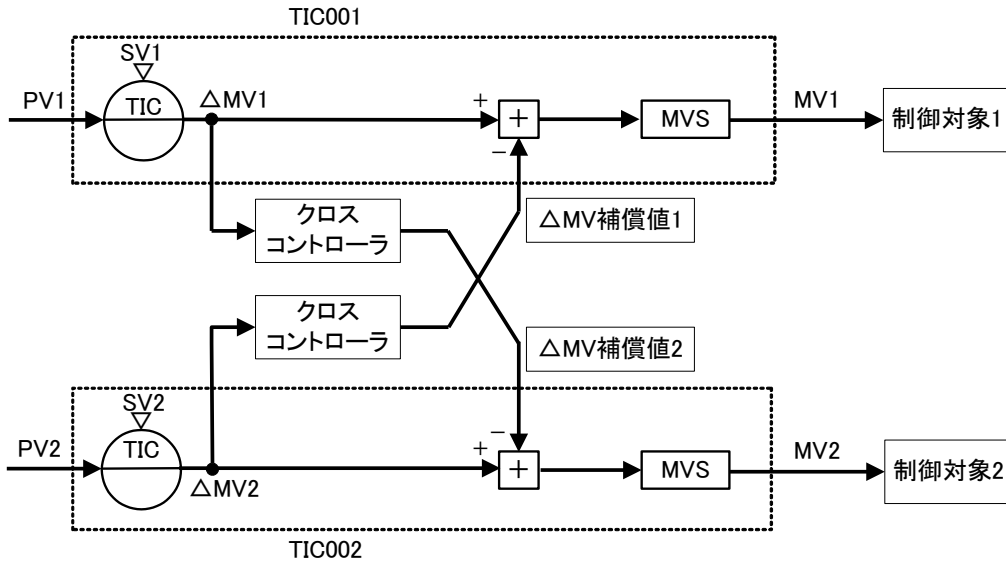 TIC001
SV1
PV1
TIC
△MV1
+
+
−
MVS
MV1
制御対象1
クロス
コントローラ
△MV補償値1
クロス
コントローラ
△MV補償値2
SV2
PV2
TIC
△MV2
−
+
+
MVS
MV2
制御対象2
TIC002